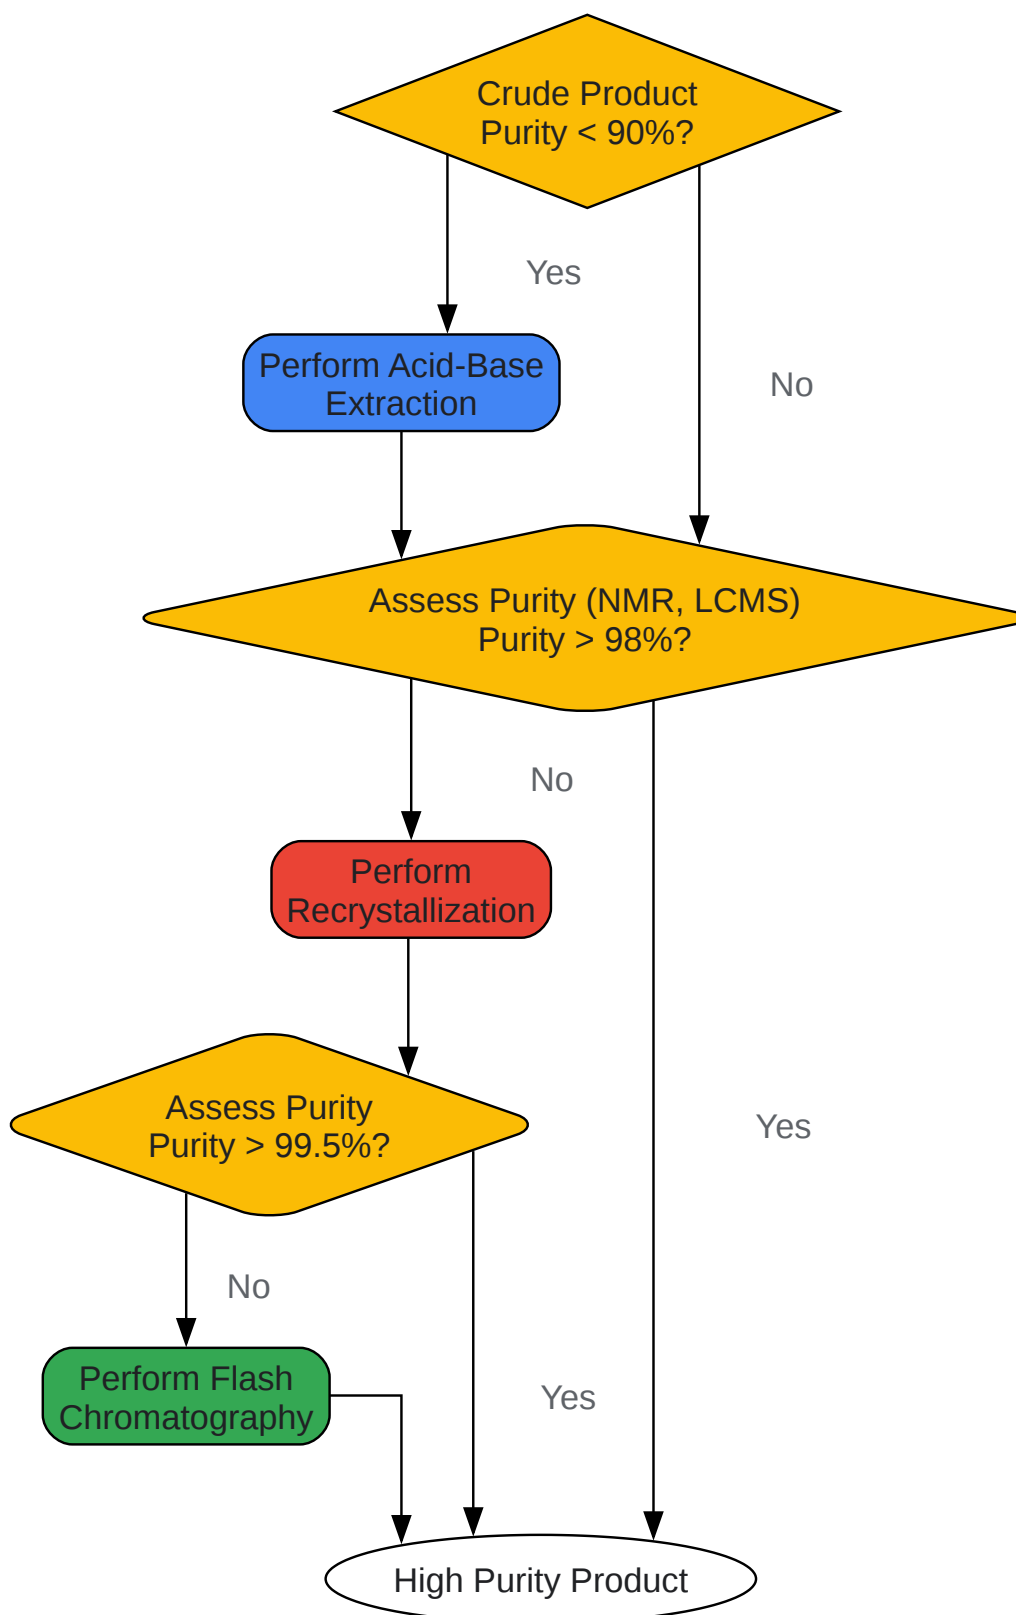 Crude Product
Purity < 90%?
Yes
Perform Acid-Base
Extraction
No
Assess Purity (NMR, LCMS)
Purity > 98%?
No
Perform
Recrystallization
Assess Purity
Purity > 99.5%?
Yes
No
Perform Flash
Chromatography
Yes
High Purity Product